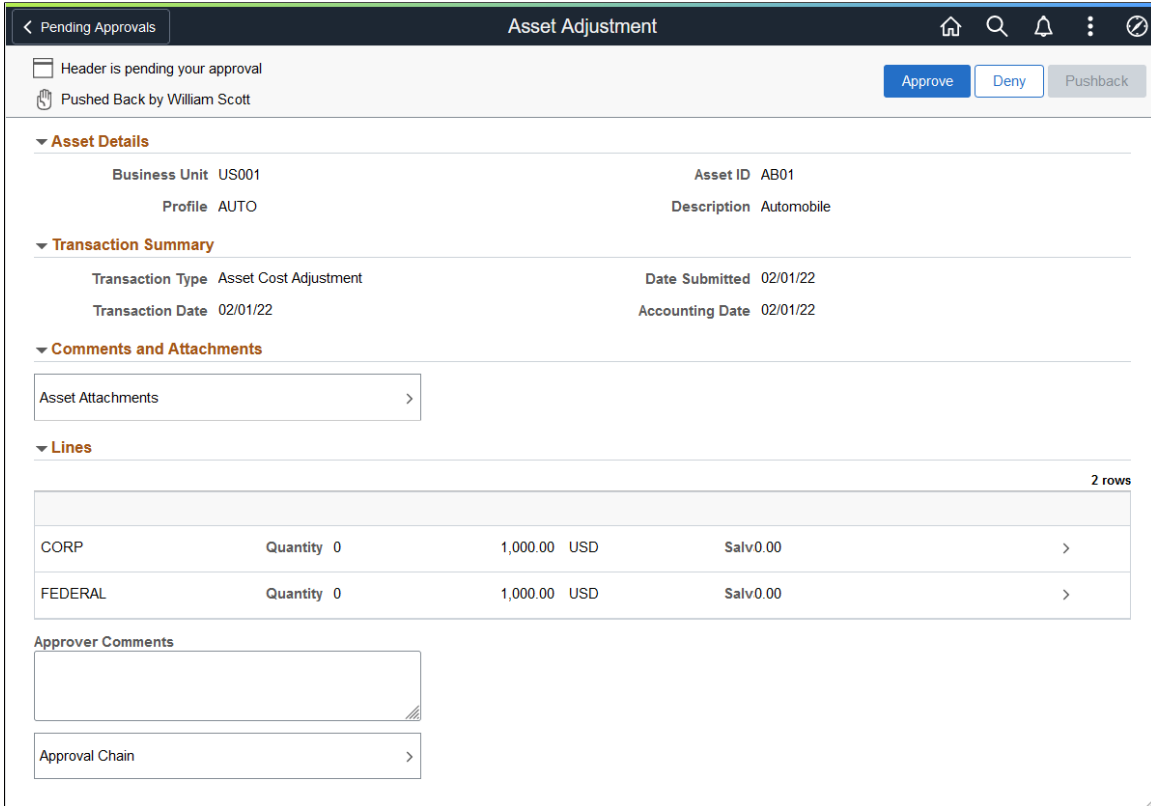 Pending Approvals Asset Adjustment
Header is pending your approval
Pushed Back by William Scott
Approve Deny Pushback
Asset Details
Business Unit US001 Asset ID AB01
Profile AUTO Description Automobile
Transaction Summary
Transaction Type Asset Cost Adjustment Date Submitted 02/01/22
Transaction Date 02/01/22 Accounting Date 02/01/22
Comments and Attachments
Asset Attachments
Lines
2 rows
CORP Quantity 0 1,000.00 USD Salv0.00
FEDERAL Quantity 0 1,000.00 USD Salv0.00
Approver Comments
Approval Chain